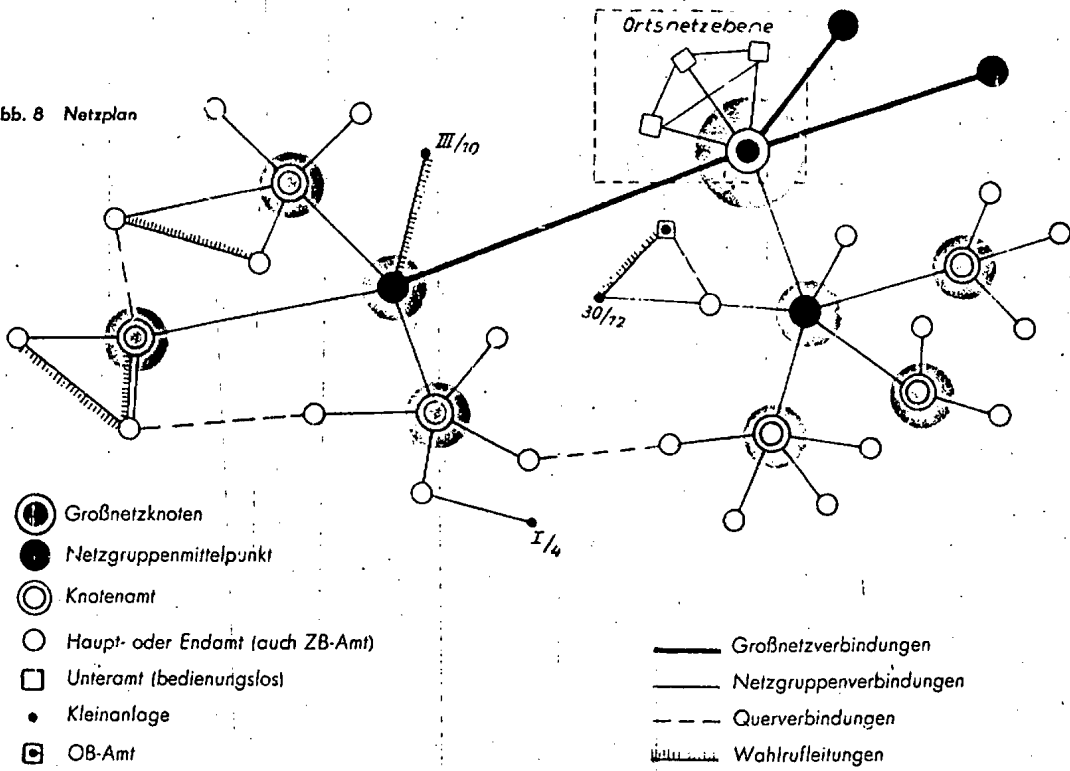 Ortsnetzebene
bb. 8 Netzplan
III/10
30/12
I/4
Großnetzknoten
Netzgruppenmittelpunkt
Knotenamt
Haupt- oder Endamt (auch ZB-Amt)
Unteramt (bedienungslos)
Kleinanlage
OB-Amt
Großnetzverbindungen
Netzgruppenverbindungen
Querverbindungen
Wahlrufleitungen